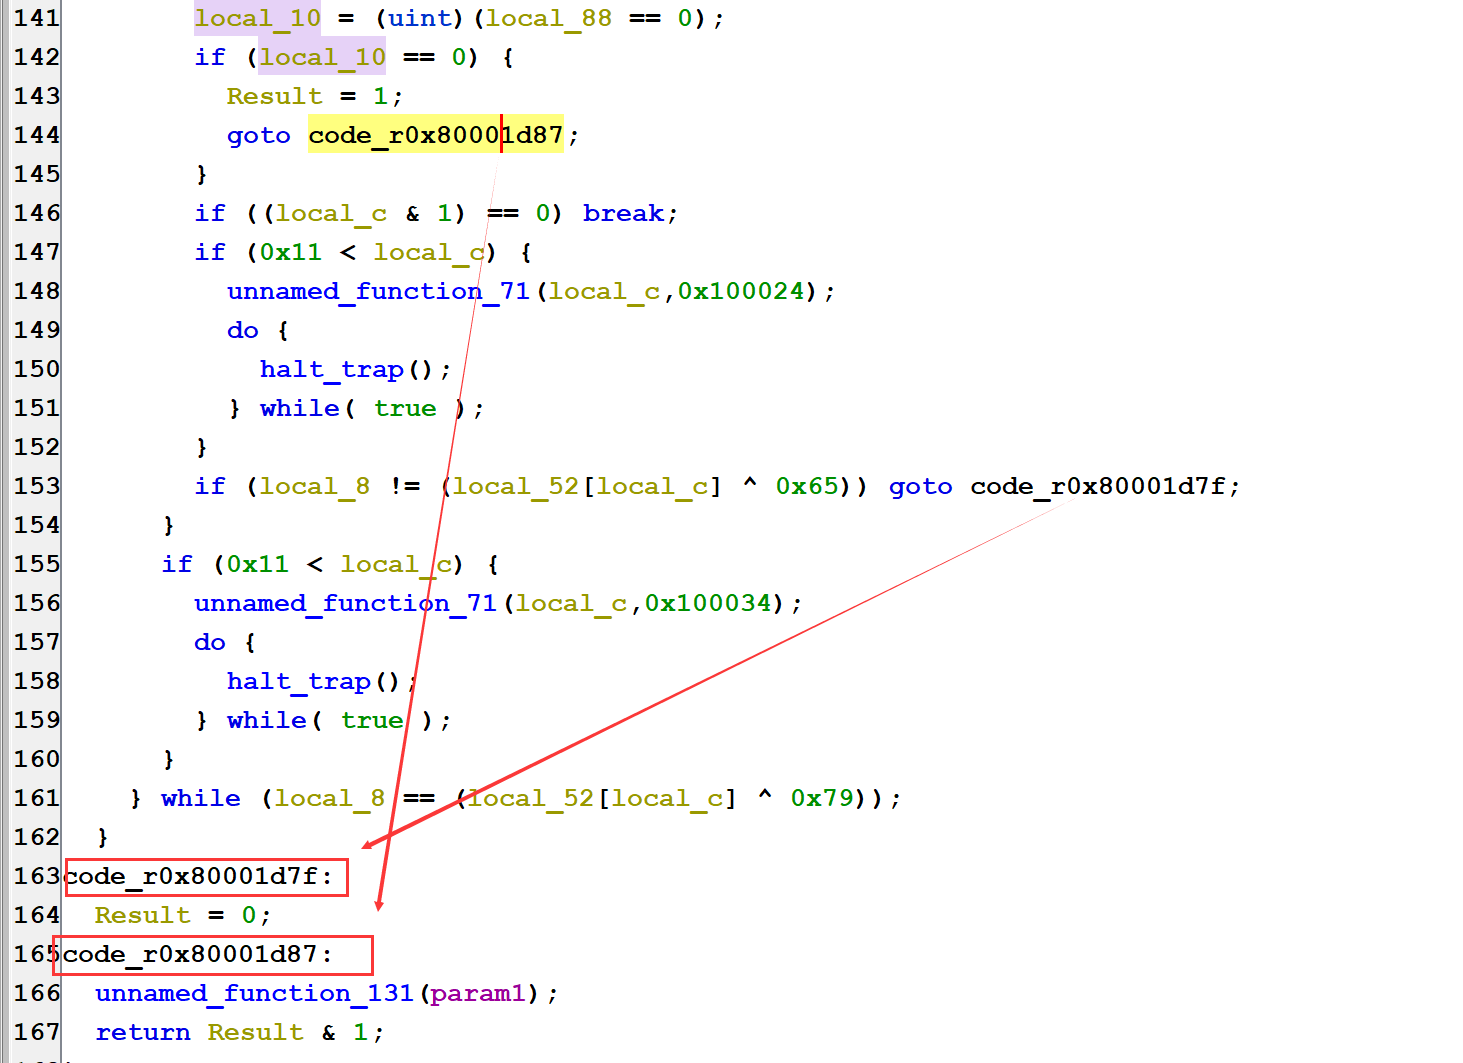 141 local_10 = (uint)(local_88 == 0);
142 if (local_10 == 0) {
143 Result = 1;
144 goto code_r0x80001d87;
145 }
146 if ((local_c & 1) == 0) break;
147 if (0x11 < local_c) {
148 unnamed_function_71(local_c,0x100024);
149 do {
150 halt_trap();
151 } while( true );
152 }
153 if (local_8 != (local_52[local_c] ^ 0x65)) goto code_r0x80001d7f;
154 }
155 if (0x11 < local_c) {
156 unnamed_function_71(local_c,0x100034);
157 do {
158 halt_trap();
159 } while( true );
160 }
161 } while (local_8 == (local_52[local_c] ^ 0x79));
162 }
163 code_r0x80001d7f:
164 Result = 0;
165 code_r0x80001d87:
166 unnamed_function_131(param1);
167 return Result & 1;